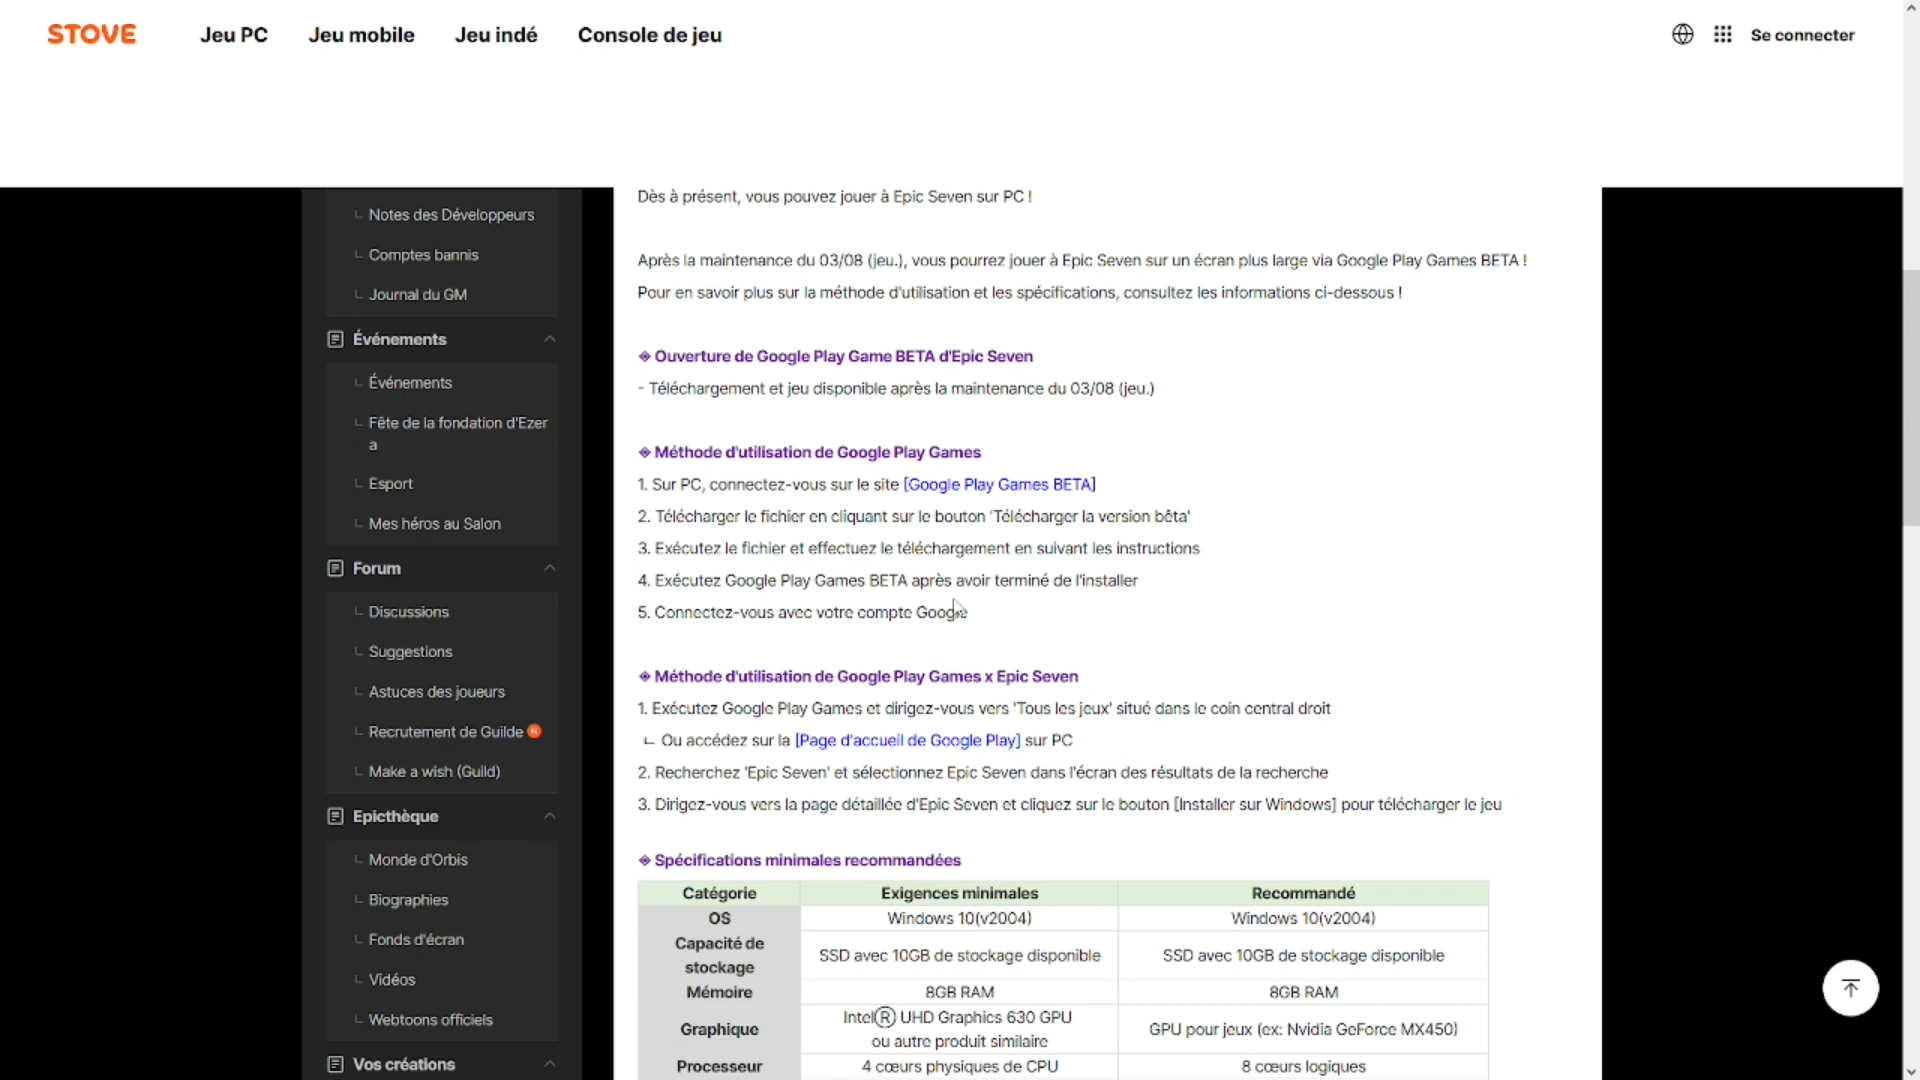 STOVE
Jeu PC
Jeu mobile
Jeu indé
Console de jeu
Se connecter
Notes des Développeurs
Comptes bannis
Journal du GM
Événements
Événements
Fête de la fondation d'Ezer
a
Esport
Mes héros au Salon
Forum
Discussions
Suggestions
Astuces des joueurs
Recrutement de Guilde N
Make a wish (Guild)
Epicthèque
Monde d'Orbis
Biographies
Fonds d'écran
Vidéos
Webtoons officiels
Vos créations
Dès à présent, vous pouvez jouer à Epic Seven sur PC !
Après la maintenance du 03/08 (jeu.), vous pourrez jouer à Epic Seven sur un écran plus large via Google Play Games BETA !
Pour en savoir plus sur la méthode d'utilisation et les spécifications, consultez les informations ci-dessous !
◈ Ouverture de Google Play Game BETA d'Epic Seven
- Téléchargement et jeu disponible après la maintenance du 03/08 (jeu.)
◈ Méthode d'utilisation de Google Play Games
1. Sur PC, connectez-vous sur le site [Google Play Games BETA]
2. Télécharger le fichier en cliquant sur le bouton 'Télécharger la version bêta'
3. Exécutez le fichier et effectuez le téléchargement en suivant les instructions
4. Exécutez Google Play Games BETA après avoir terminé de l'installer
5. Connectez-vous avec votre compte Google
◈ Méthode d'utilisation de Google Play Games x Epic Seven
1. Exécutez Google Play Games et dirigez-vous vers 'Tous les jeux' situé dans le coin central droit
ㄴ Ou accédez sur la [Page d'accueil de Google Play] sur PC
2. Recherchez 'Epic Seven' et sélectionnez Epic Seven dans l'écran des résultats de la recherche
3. Dirigez-vous vers la page détaillée d'Epic Seven et cliquez sur le bouton [Installer sur Windows] pour télécharger le jeu
◈ Spécifications minimales recommandées
Catégorie Exigences minimales Recommandé
OS Windows 10(v2004) Windows 10(v2004)
Capacité de
stockage SSD avec 10GB de stockage disponible SSD avec 10GB de stockage disponible
Mémoire 8GB RAM 8GB RAM
Graphique Intel® UHD Graphics 630 GPU
ou autre produit similaire GPU pour jeux (ex: Nvidia GeForce MX450)
Processeur 4 cœurs physiques de CPU 8 cœurs logiques